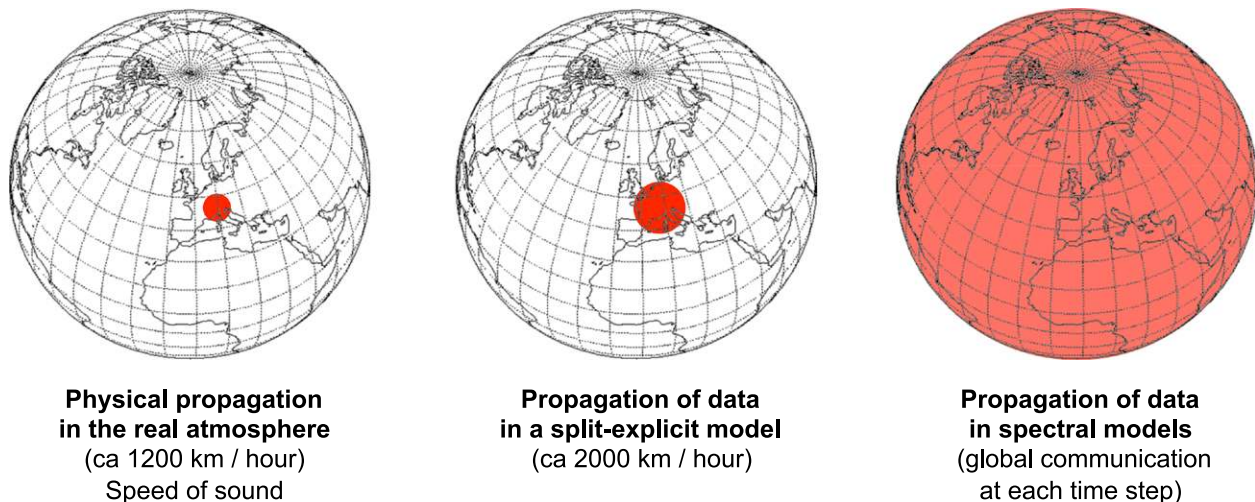 Physical propagation
in the real atmosphere
(ca 1200 km / hour)
Speed of sound
Propagation of data
in a split-explicit model
(ca 2000 km / hour)
Propagation of data
in spectral models
(global communication
at each time step)